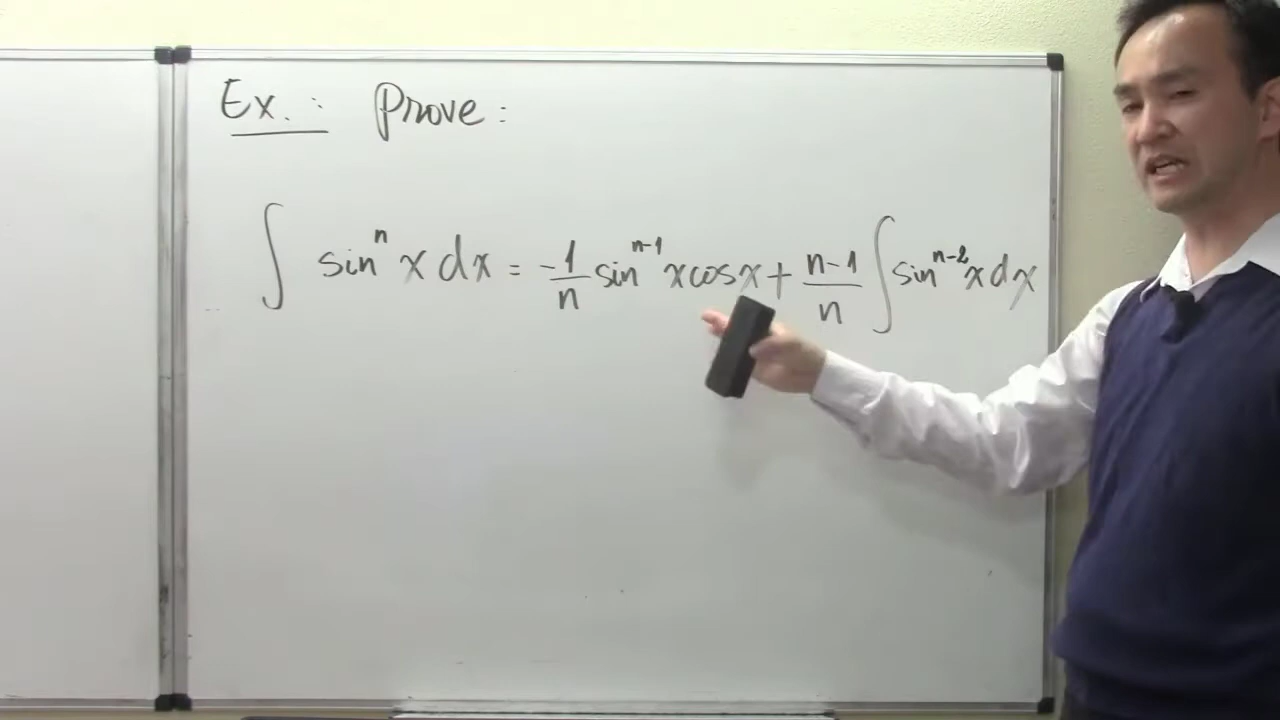 Ex.: Prove:
∫ sinⁿ x dx = -1/n sinⁿ⁻¹ x cos x + n-1/n ∫ sinⁿ⁻² x dx